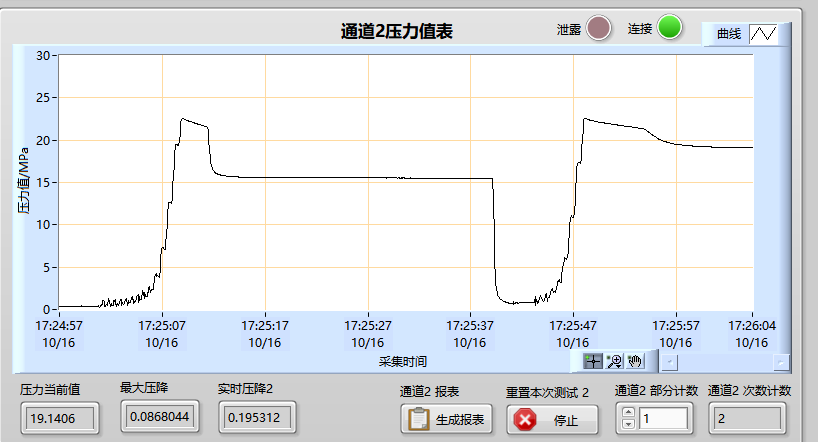 通道2压力值表
泄露
连接
曲线
压力值/MPa
30
25
20
15
10
5
0
17:24:57 17:25:07 17:25:17 17:25:27 17:25:37 17:25:47 17:25:57 17:26:04
10/16 10/16 10/16 10/16 10/16 10/16 10/16 10/16
采集时间
压力当前值 最大压降 实时压降2 通道2 报表 重置本次测试 2 通道2 部分计数 通道2 次数计数
19.1406 0.0868044 0.195312 生成报表 停止 1 2